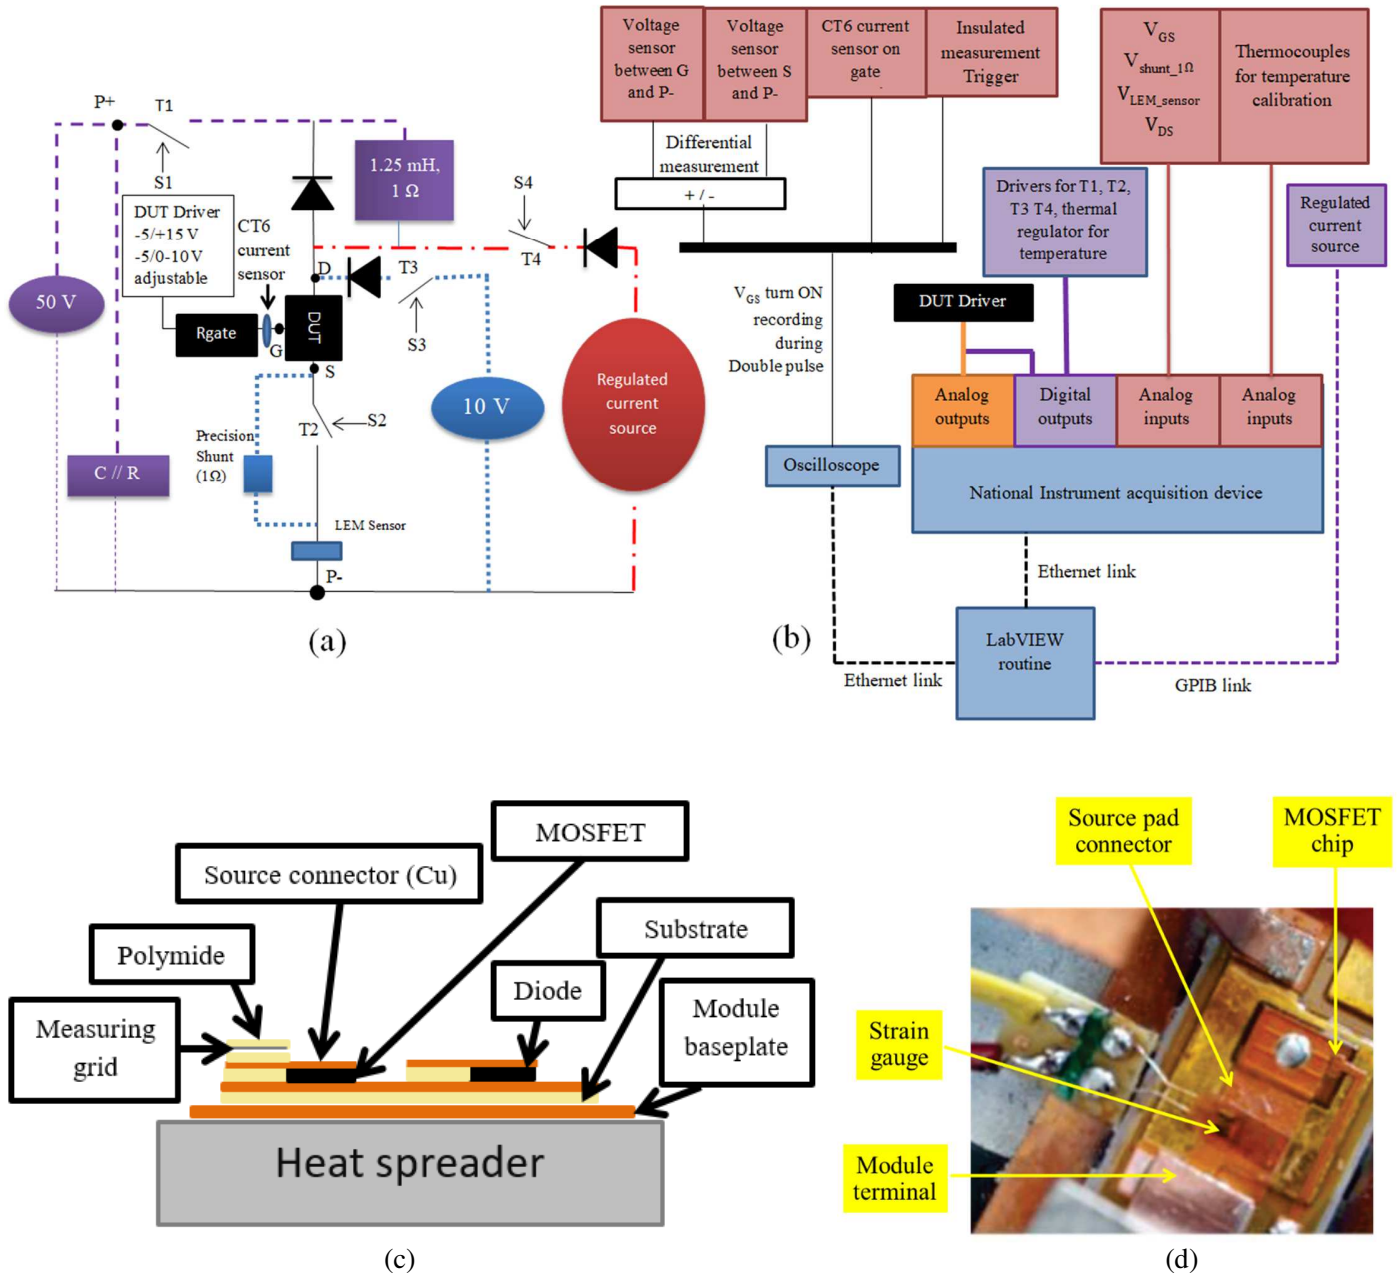 P+
T1
S1
50 V
C // R
DUT Driver
-5/+15 V
-5/0-10 V
adjustable
CT6
current
sensor
Rgate
G
D
DUT
S
1.25 mH,
1 Ω
S4
T4
T3
S3
T2
S2
Precision
Shunt
(1Ω)
10 V
Regulated
current
source
LEM Sensor
P-
(a)
Voltage
sensor
between G
and P-
Voltage
sensor
between S
and P-
CT6 current
sensor on
gate
Insulated
measurement
Trigger
VGS
Vshunt_1Ω
VLEM_sensor
VDS
Thermocouples
for temperature
calibration
Differential
measurement
+ / -
Drivers for T1, T2,
T3 T4, thermal
regulator for
temperature
Regulated
current
source
VGS turn ON
recording
during
Double pulse
DUT Driver
Analog
outputs
Digital
outputs
Analog
inputs
Analog
inputs
Oscilloscope
National Instrument acquisition device
Ethernet link
LabVIEW
routine
Ethernet link
GPIB link
(b)
MOSFET
Source connector (Cu)
Substrate
Polymide
Diode
Module
baseplate
Measuring
grid
Heat spreader
(c)
Source pad
connector
MOSFET
chip
Strain
gauge
Module
terminal
(d)